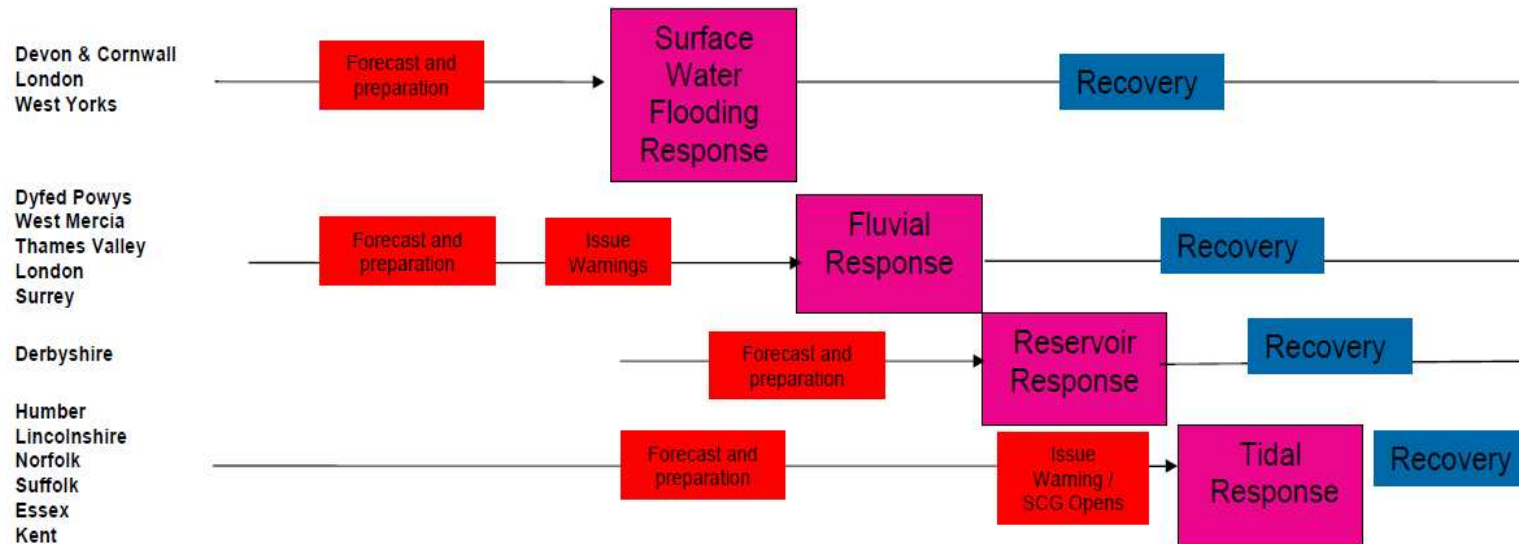 Devon & Cornwall
London
West Yorks
Forecast and
preparation
Surface
Water
Flooding
Response
Recovery
Dyfed Powys
West Mercia
Thames Valley
London
Surrey
Forecast and
preparation
Issue
Warnings
Fluvial
Response
Recovery
Derbyshire
Forecast and
preparation
Reservoir
Response
Recovery
Humber
Lincolnshire
Norfolk
Suffolk
Essex
Kent
Forecast and
preparation
Issue
Warning /
SCG Opens
Tidal
Response
Recovery